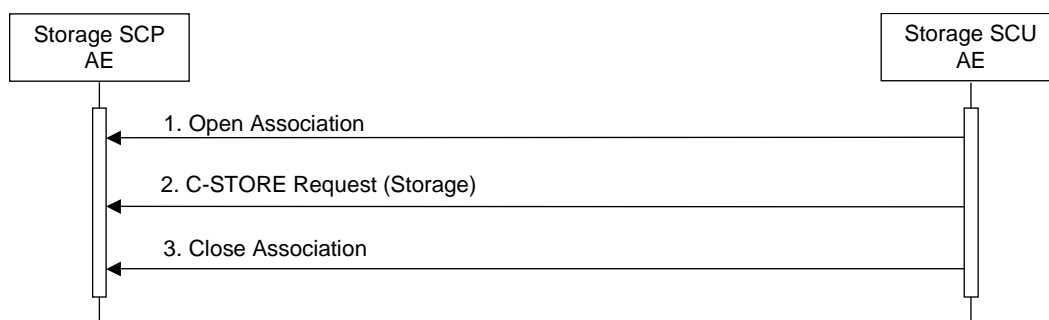 Storage SCP
AE
Storage SCU
AE
1. Open Association
2. C-STORE Request (Storage)
3. Close Association